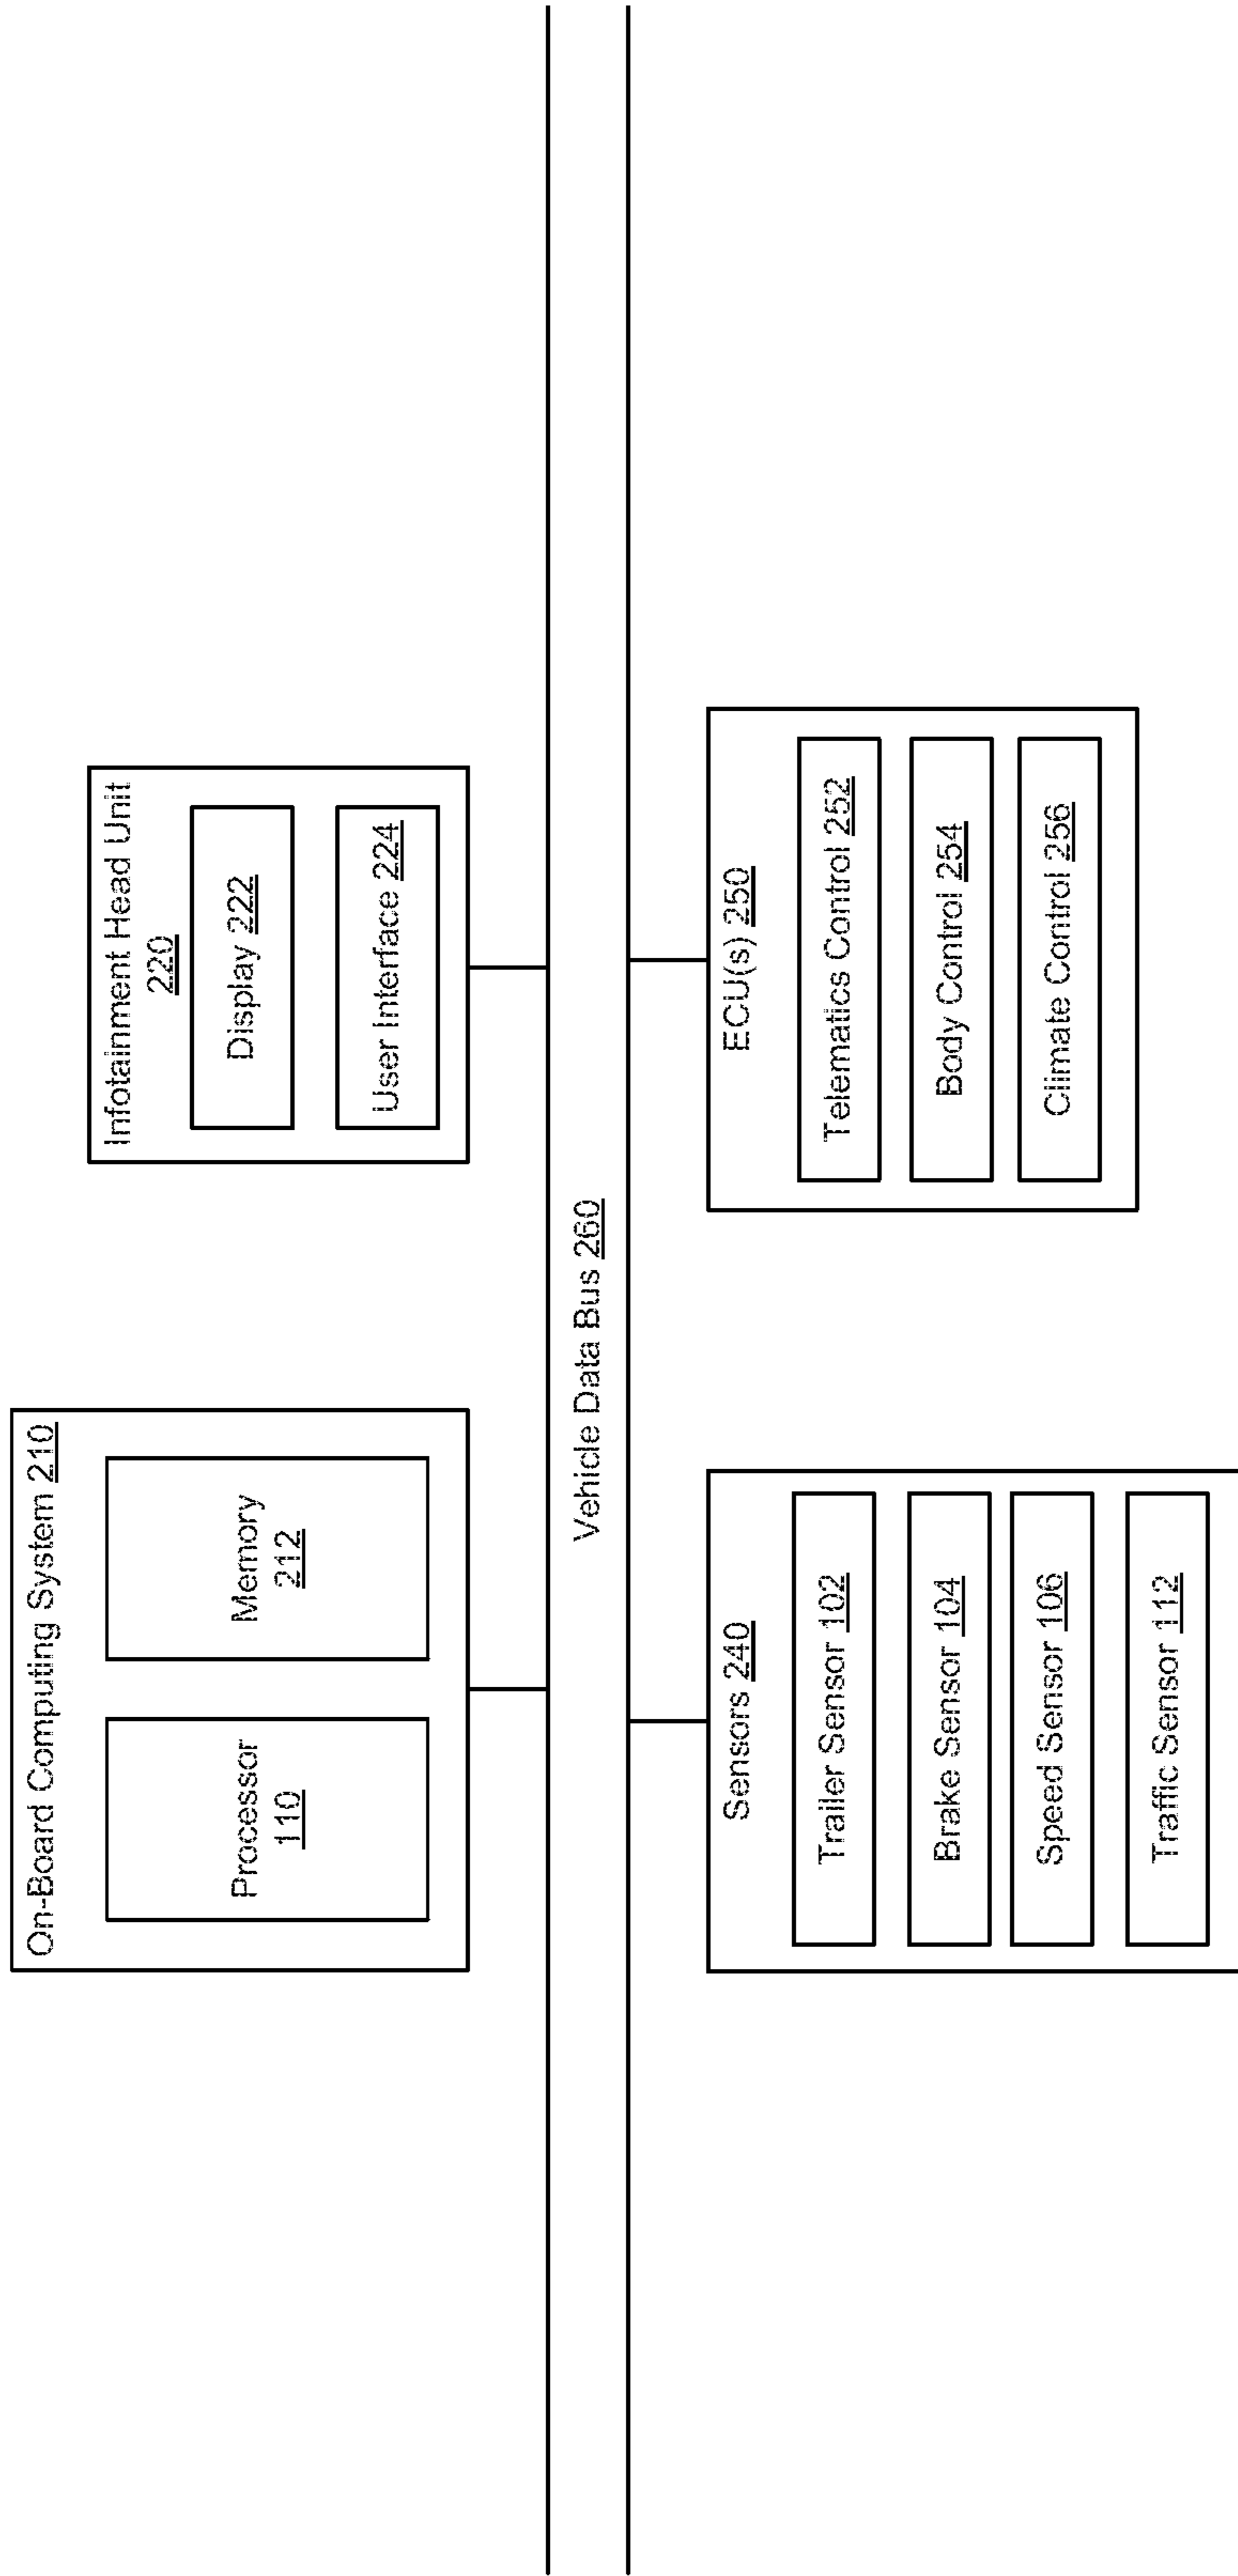 On-Board Computing System 210
Processor
110
Memory
212
Infotainment Head Unit
220
Display 222
User Interface 224
Vehicle Data Bus 260
Sensors 240
Trailer Sensor 102
Brake Sensor 104
Speed Sensor 106
Traffic Sensor 112
ECU(s) 250
Telematics Control 252
Body Control 254
Climate Control 256